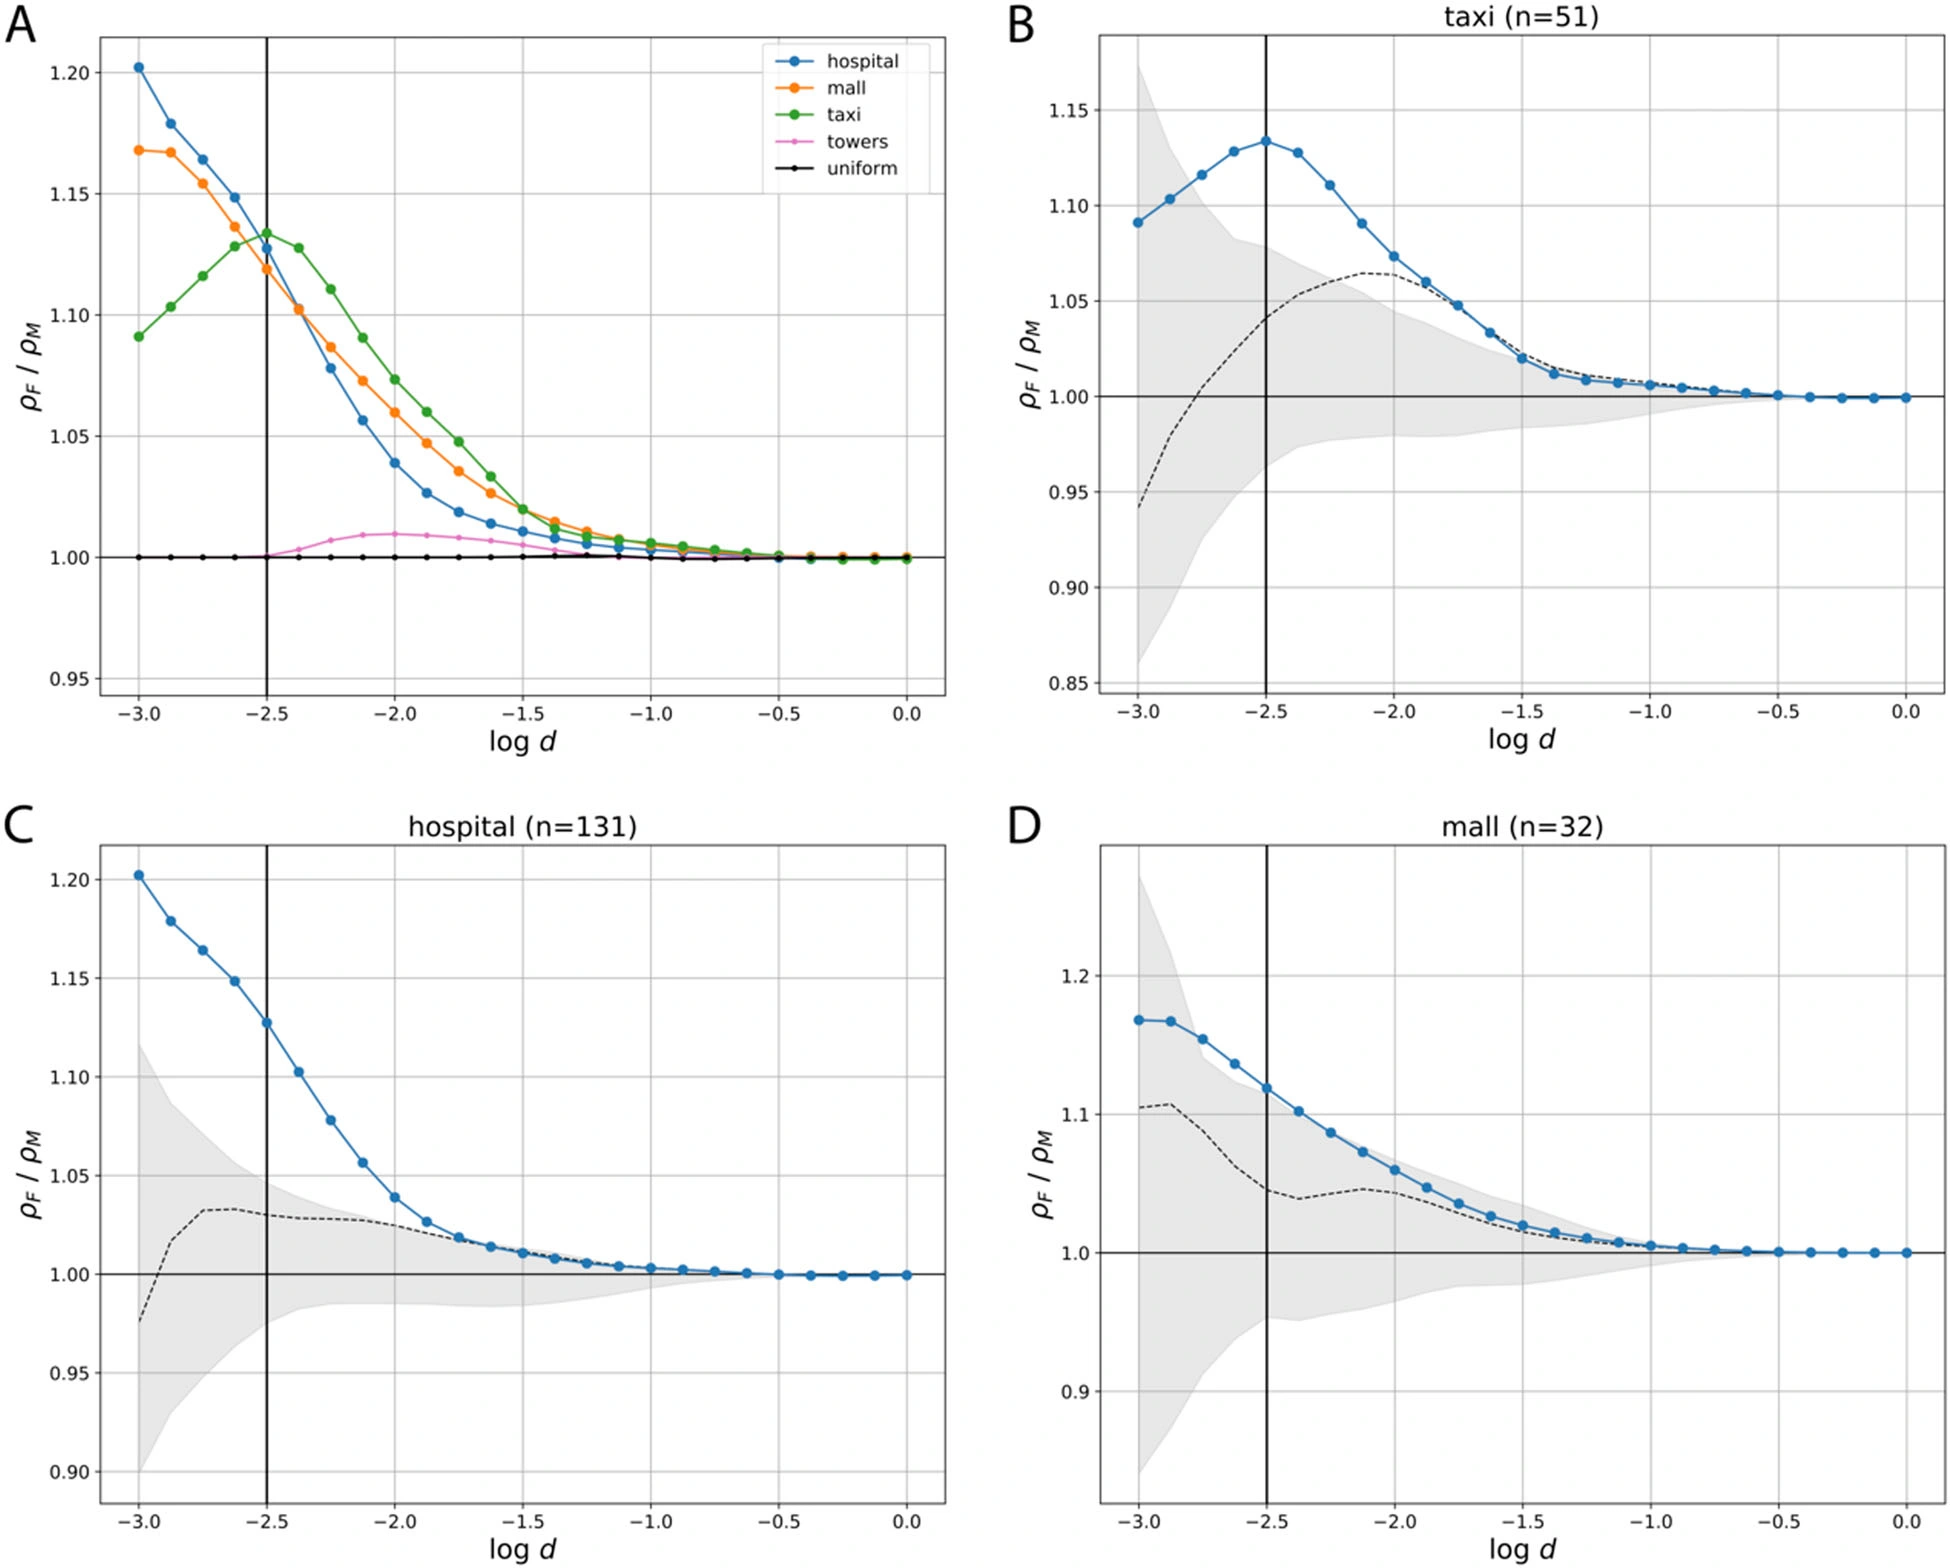 A
1.20
1.15
1.10
1.05
1.00
0.95
ρF / ρM
hospital
mall
taxi
towers
uniform
−3.0 −2.5 −2.0 −1.5 −1.0 −0.5 0.0
log d
B
taxi (n=51)
1.15
1.10
1.05
1.00
0.95
0.90
0.85
ρF / ρM
−3.0 −2.5 −2.0 −1.5 −1.0 −0.5 0.0
log d
C
hospital (n=131)
1.20
1.15
1.10
1.05
1.00
0.95
0.90
ρF / ρM
−3.0 −2.5 −2.0 −1.5 −1.0 −0.5 0.0
log d
D
mall (n=32)
1.2
1.1
1.0
0.9
ρF / ρM
−3.0 −2.5 −2.0 −1.5 −1.0 −0.5 0.0
log d